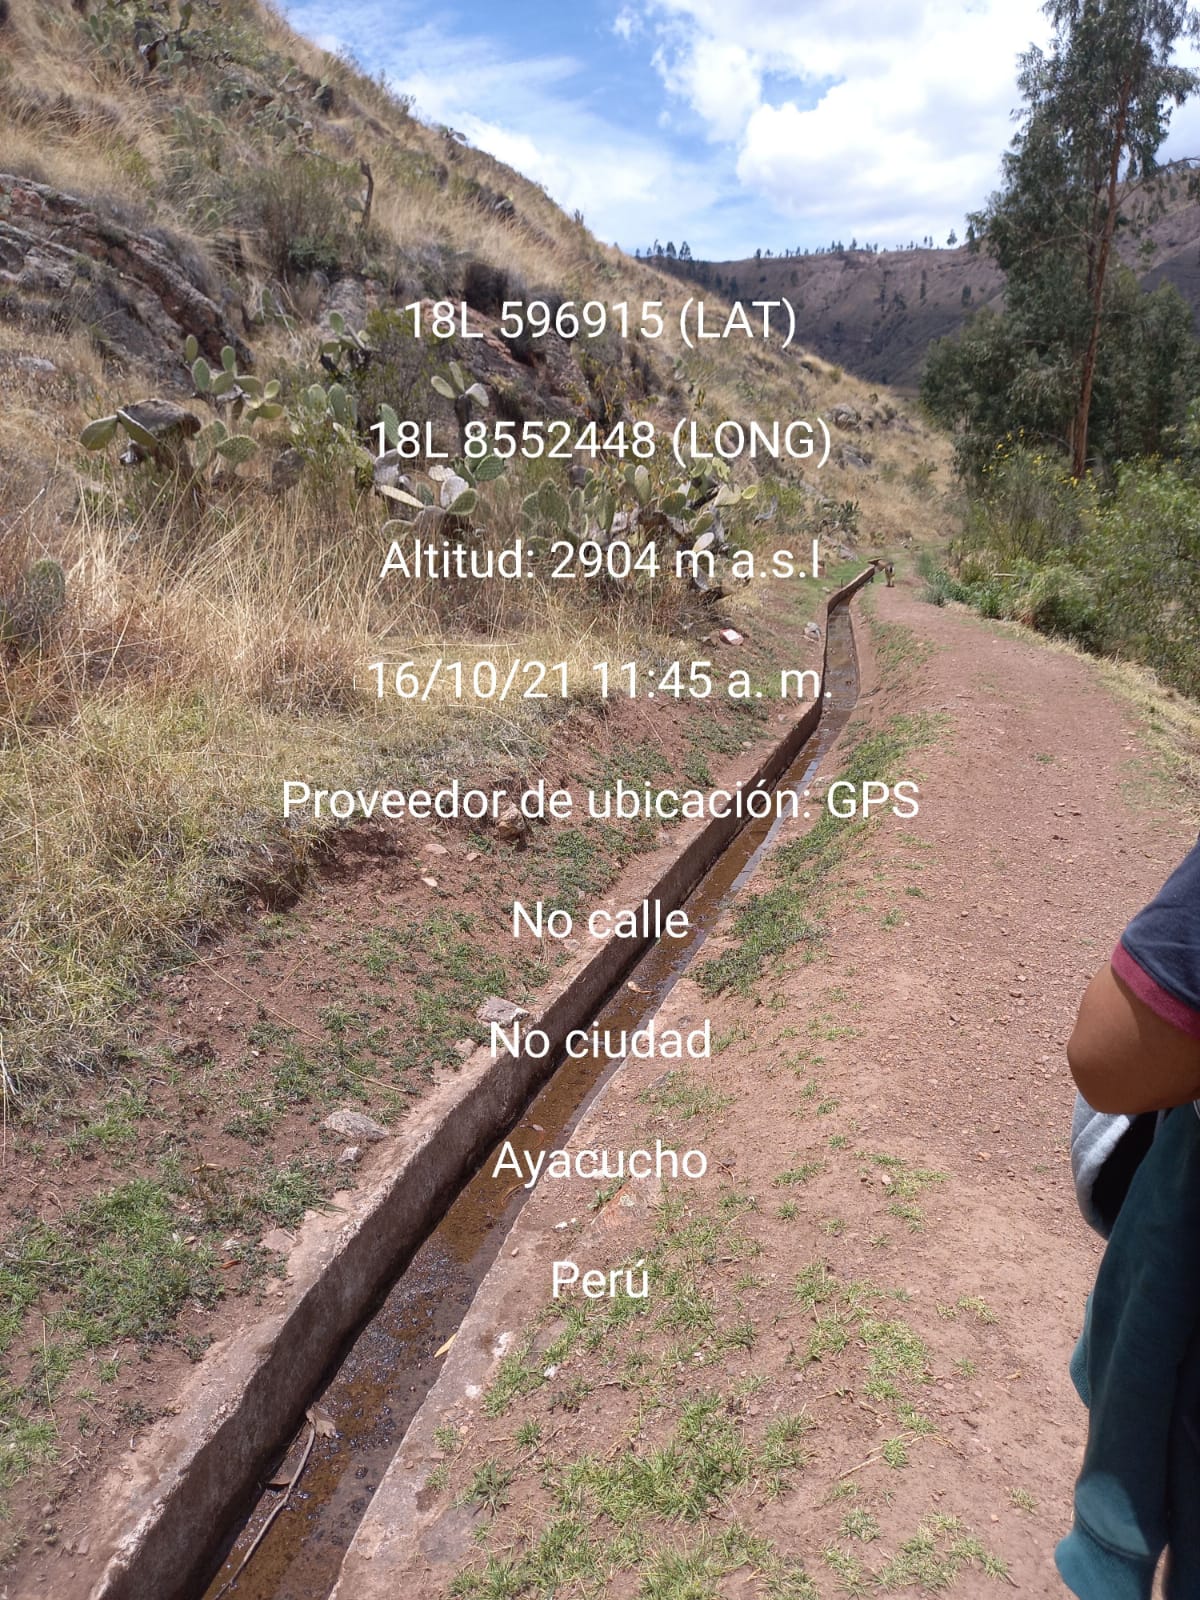 18L 596915 (LAT)
18L 8552448 (LONG)
Altitud: 2904 m a.s.l
16/10/21 11:45 a. m.
Proveedor de ubicación: GPS
No calle
No ciudad
Ayacucho
Perú